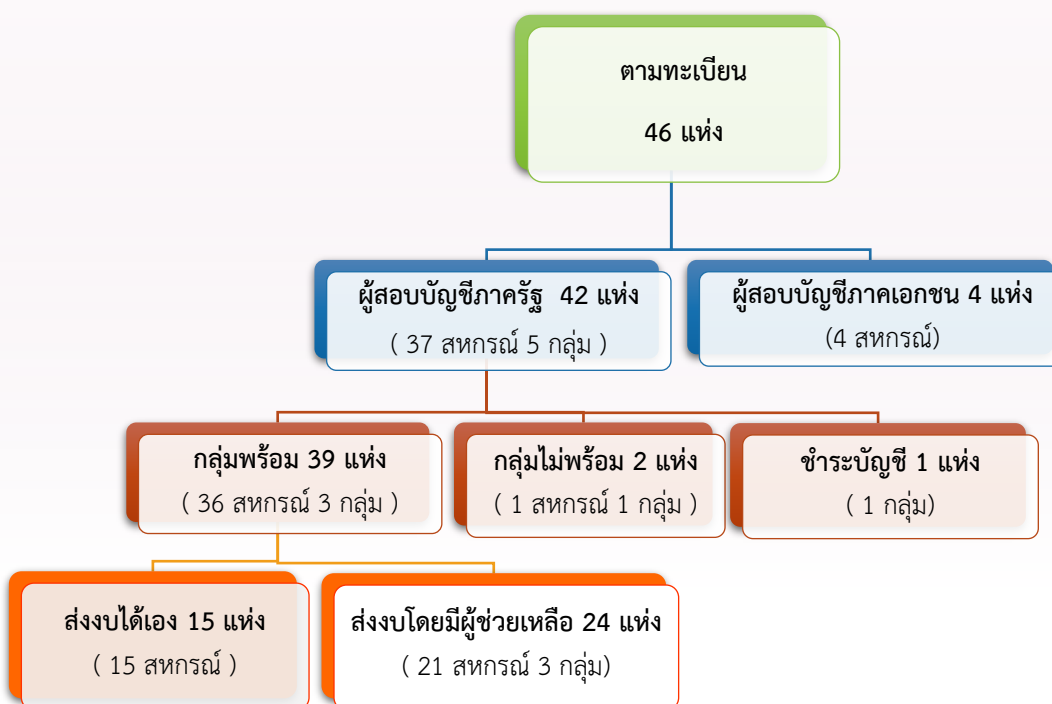 ตามทะเบียน
46 แห่ง
ผู้สอบบัญชีภาครัฐ 42 แห่ง
( 37 สหกรณ์ 5 กลุ่ม )
ผู้สอบบัญชีภาคเอกชน 4 แห่ง
(4 สหกรณ์)
กลุ่มพร้อม 39 แห่ง
( 36 สหกรณ์ 3 กลุ่ม )
กลุ่มไม่พร้อม 2 แห่ง
( 1 สหกรณ์ 1 กลุ่ม )
ชำระบัญชี 1 แห่ง
( 1 กลุ่ม)
ส่งงบได้เอง 15 แห่ง
( 15 สหกรณ์ )
ส่งงบโดยมีผู้ช่วยเหลือ 24 แห่ง
( 21 สหกรณ์ 3 กลุ่ม)